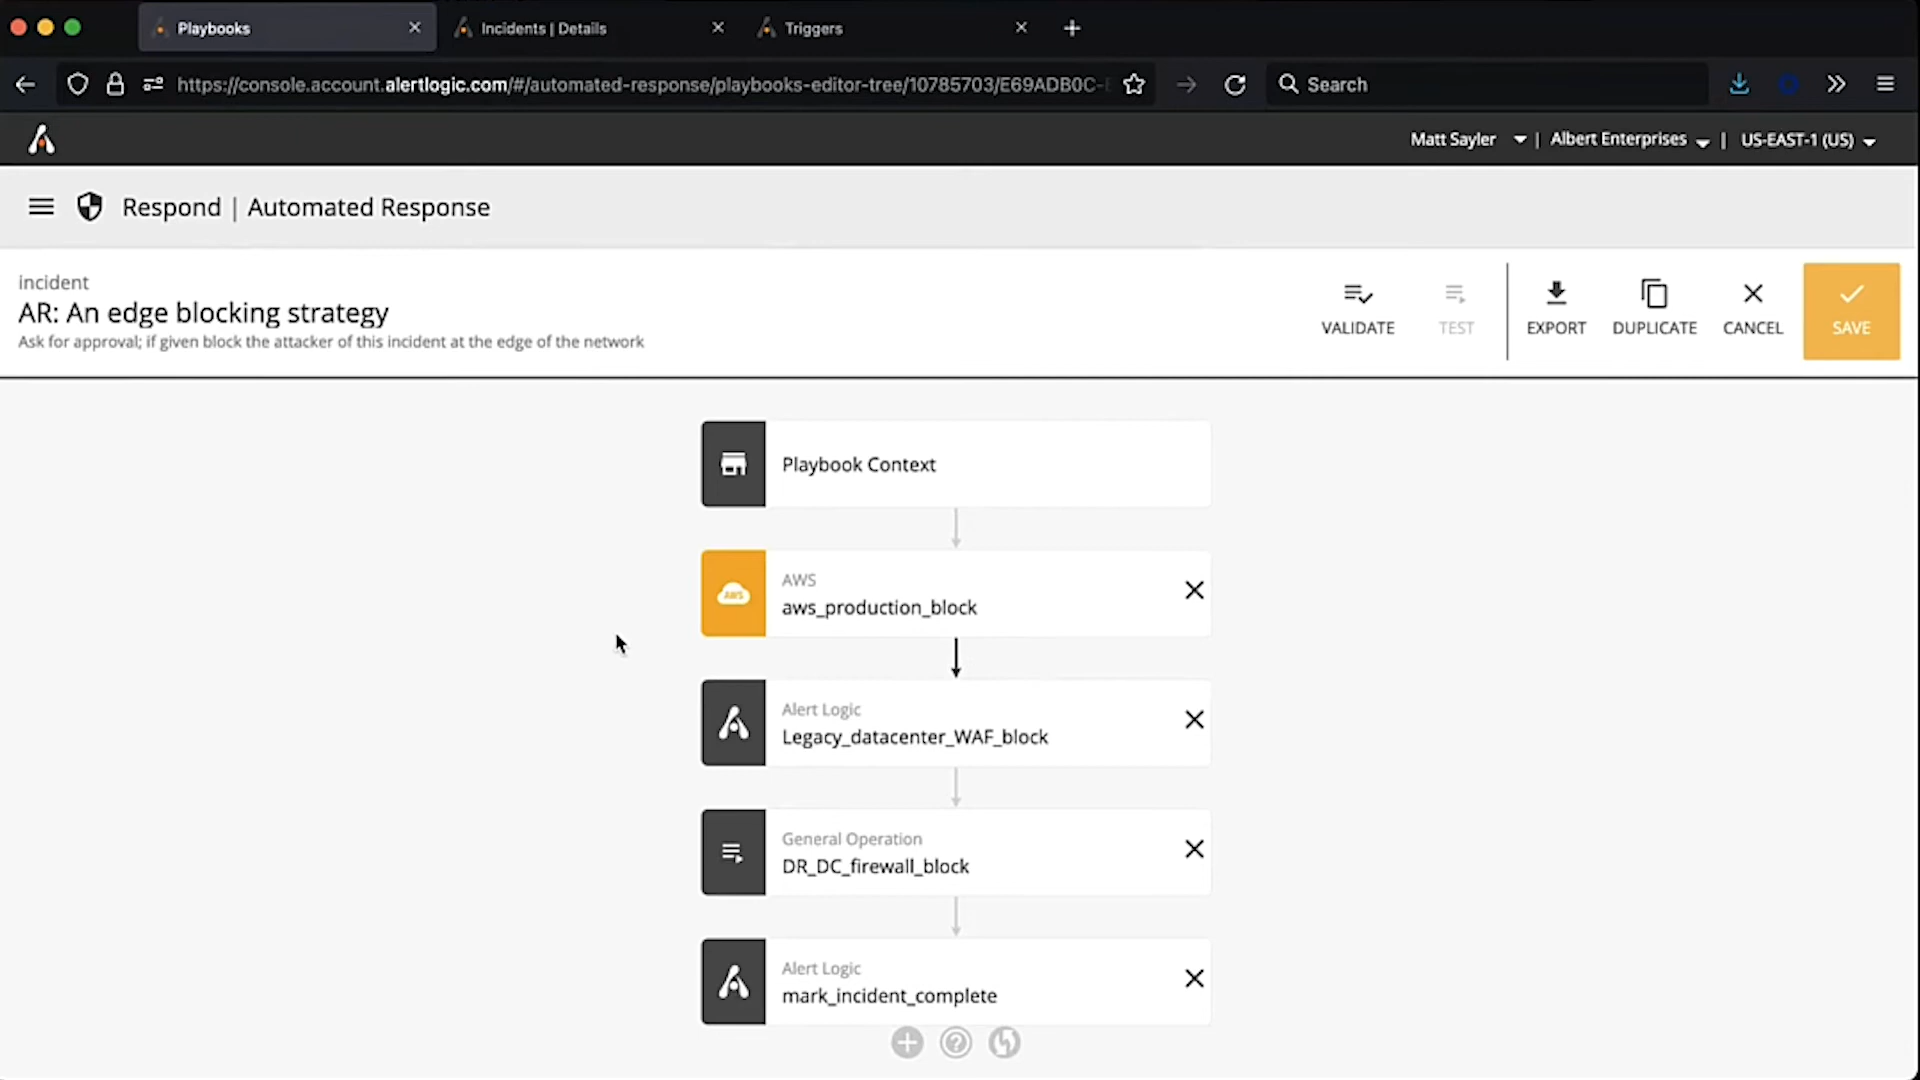 Playbooks
Incidents | Details
Triggers
https://console.account.alertlogic.com/#/automated-response/playbooks-editor-tree/10785703/E69ADB0C-
Search
Matt Sayler | Albert Enterprises | US-EAST-1 (US)
Respond | Automated Response
incident
AR: An edge blocking strategy
Ask for approval; if given block the attacker of this incident at the edge of the network
VALIDATE
TEST
EXPORT
DUPLICATE
CANCEL
SAVE
Playbook Context
AWS
AWS
aws_production_block
Alert Logic
Legacy_datacenter_WAF_block
General Operation
DR_DC_firewall_block
Alert Logic
mark_incident_complete